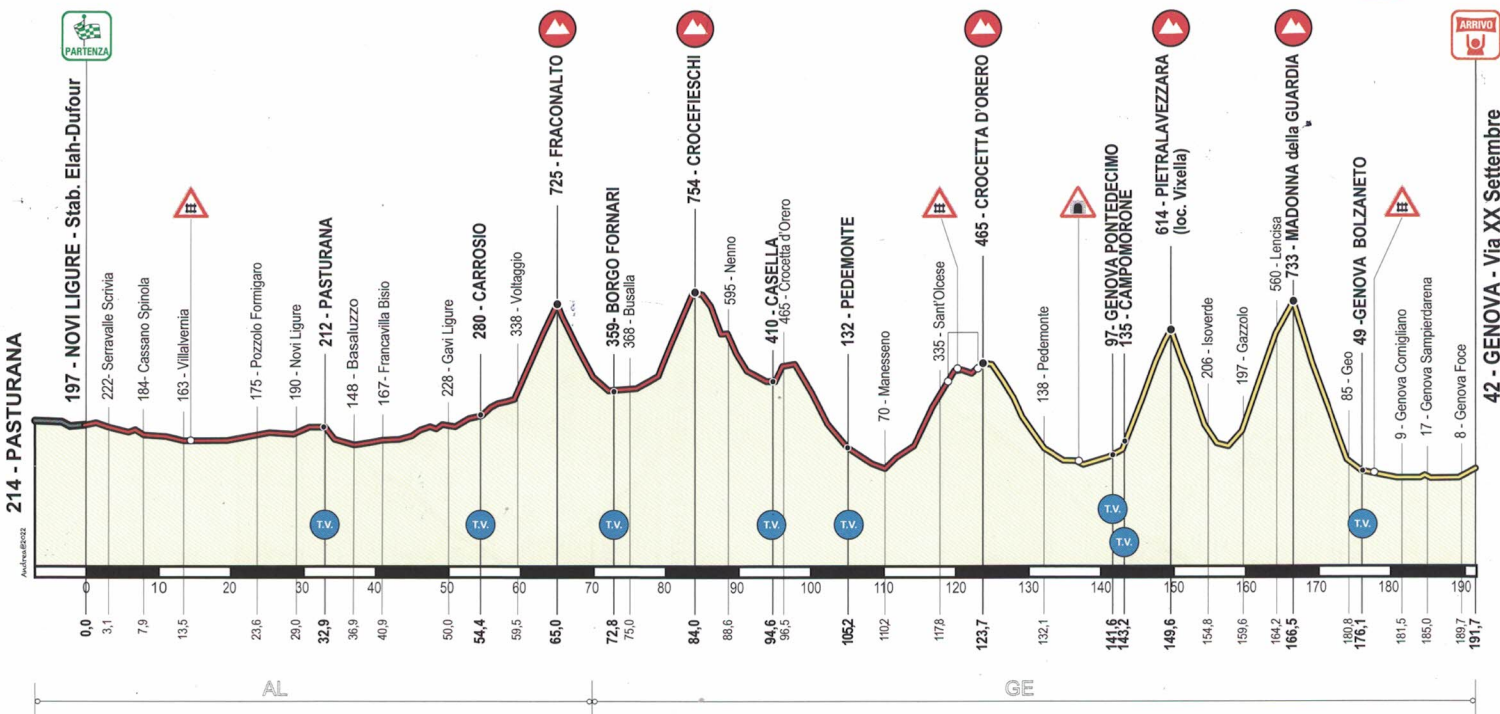 PARTENZA
ARRIVO
214 - PASTURANA
197 - NOVI LIGURE - Stab. Elah-Dufour
222- Serravalle Scrivia
184- Cassano Spinola
163 - Villalvernia
175 - Pozzolo Formigaro
190 - Novi Ligure
212 - PASTURANA
148 - Basaluzzo
167- Francavilla Bisio
228 - Gavi Ligure
280 - CARROSIO
338 - Voltaggio
725 - FRACONALTO
359- BORGO FORNARI
368 - Busalla
754 - CROCEFIESCHI
595 - Nenno
410 - CASELLA
465 - Crocetta d'Orero
132 - PEDEMONTE
70 - Manesseno
335 - Sant'Olcese
465 - CROCETTA D'ORERO
138 - Pedemonte
97- GENOVA PONTEDECIMO
135 - CAMPOMORONE
614 - PIETRALAVEZZARA
(loc. Vixella)
206 - Isoverde
197 - Gazzolo
560 - Lencisa
733 - MADONNA della GUARDIA
85 - Geo
49 -GENOVA BOLZANETO
9 - Genova Cornigliano
17 - Genova Sampierdarena
8 - Genova Foce
42 - GENOVA - Via XX Settembre
T.V.
T.V.
T.V.
T.V.
T.V.
T.V.
T.V.
T.V.
AndreaB2022
0 10 20 30 40 50 60 70 80 90 100 110 120 130 140 150 160 170 180 190
0,0
3,1
7,9
13,5
23,6
29,0
32,9
36,9
40,9
50,0
54,4
59,5
65,0
72,8
75,0
84,0
88,6
94,6
96,5
105,2
110,2
117,8
123,7
132,1
141,6
143,2
149,6
154,8
159,6
164,2
166,5
180,8
176,1
181,5
185,0
189,7
191,7
AL
GE